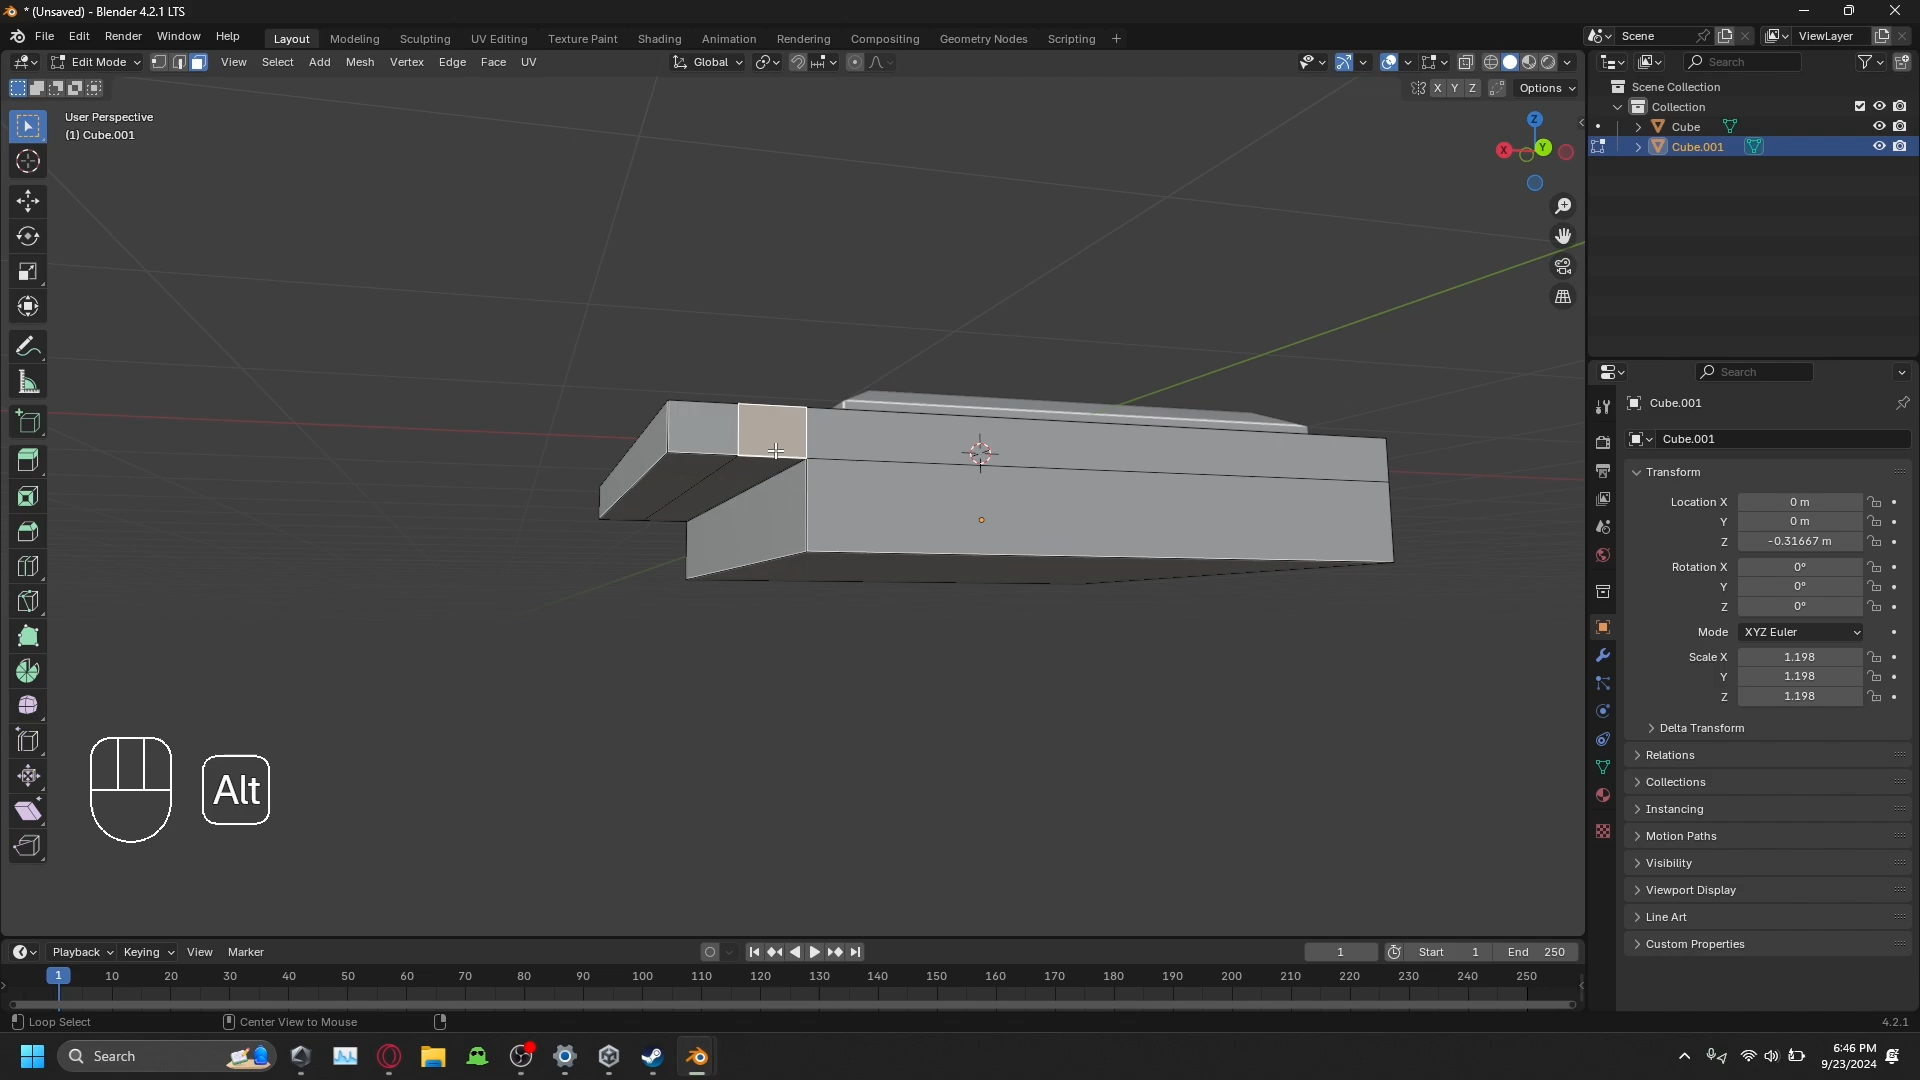 * (Unsaved) - Blender 4.2.1 LTS
File Edit Render Window Help Layout Modeling Sculpting UV Editing Texture Paint Shading Animation Rendering Compositing Geometry Nodes Scripting + Scene ViewLayer
Edit Mode View Select Add Mesh Vertex Edge Face UV Global Search
X Y Z Options
User Perspective
(1) Cube.001
Scene Collection
Collection
Cube
Cube.001
Z
X Y
Search
Cube.001
Cube.001
Transform
Location X 0 m
Y 0 m
Z -0.31667 m
Rotation X 0°
Y 0°
Z 0°
Mode XYZ Euler
Scale X 1.198
Y 1.198
Z 1.198
Delta Transform
Relations
Collections
Instancing
Motion Paths
Visibility
Viewport Display
Line Art
Custom Properties
Alt
Playback Keying View Marker 1 Start 1 End 250
1 10 20 30 40 50 60 70 80 90 100 110 120 130 140 150 160 170 180 190 200 210 220 230 240 250
Loop Select Center View to Mouse 4.2.1
Search 6:46 PM
9/23/2024